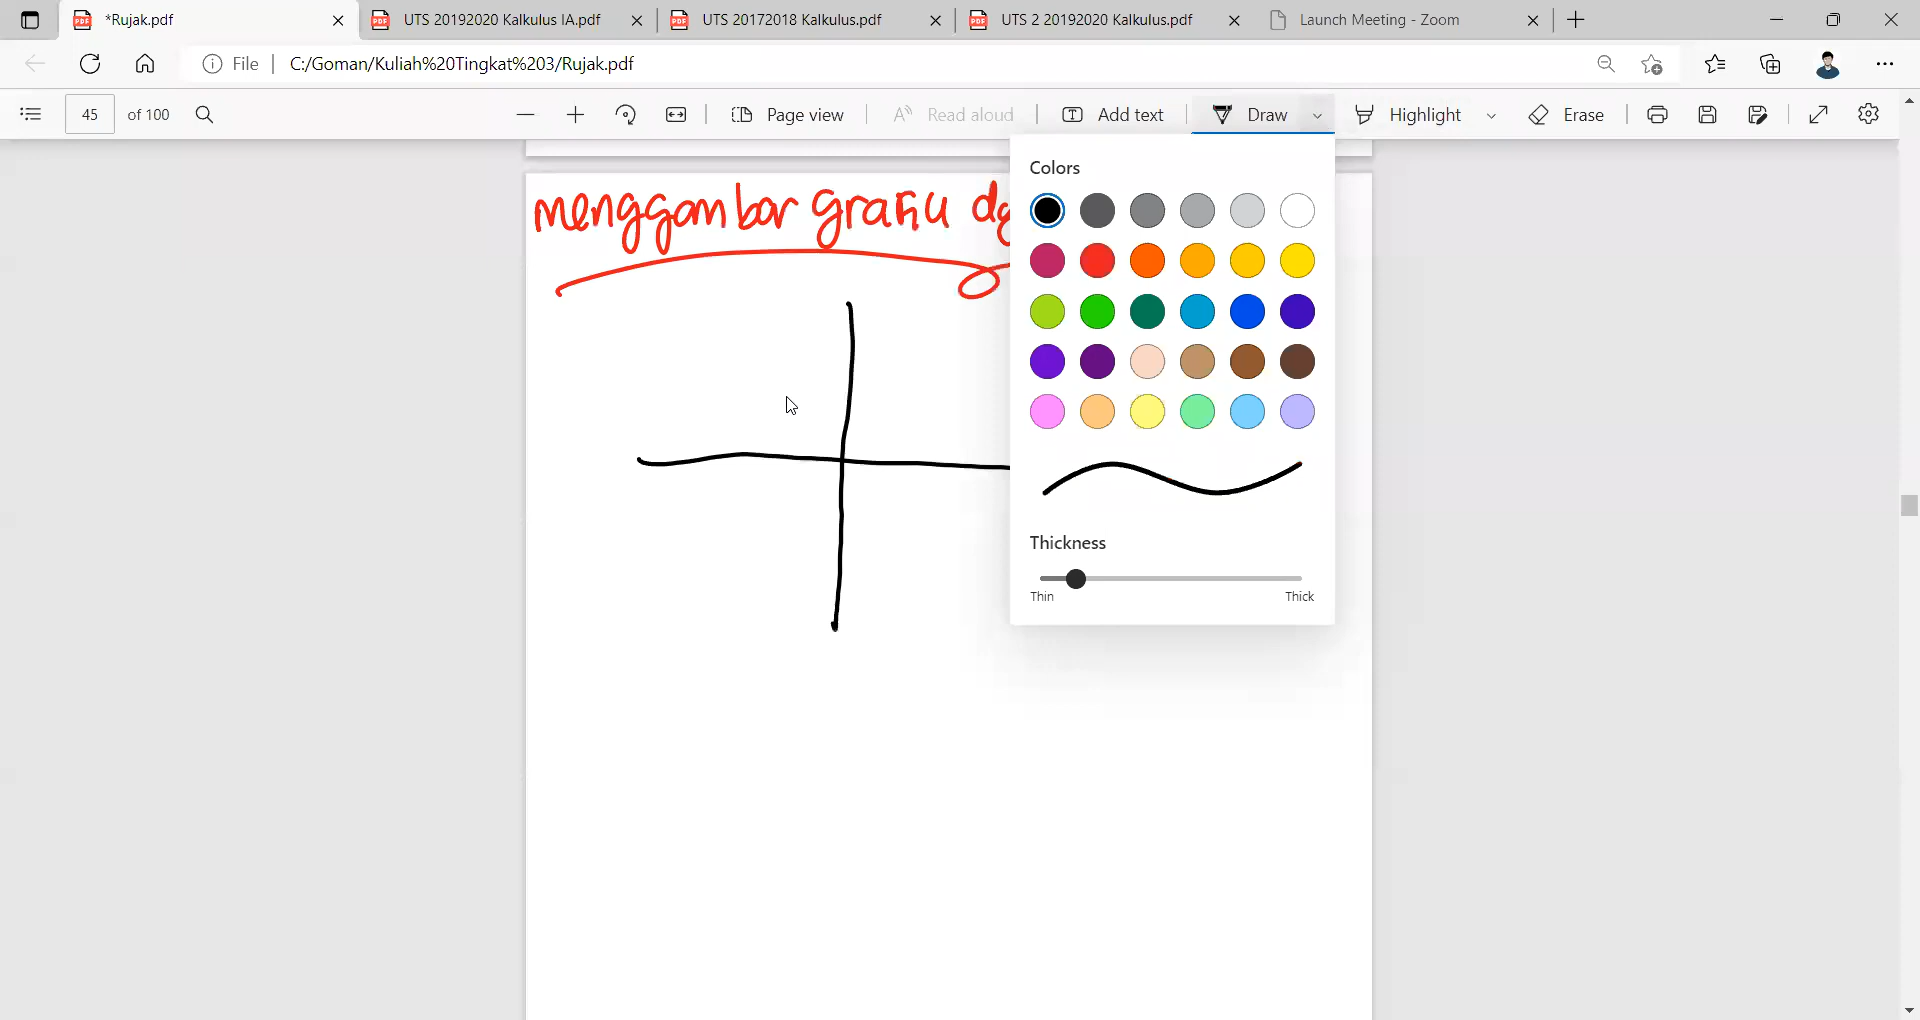 *Rujak.pdf
UTS 20192020 Kalkulus IA.pdf
UTS 20172018 Kalkulus.pdf
UTS 2 20192020 Kalkulus.pdf
Launch Meeting - Zoom
File
C:/Goman/Kuliah%20Tingkat%203/Rujak.pdf
45 of 100
Page view
Read aloud
Add text
Draw
Highlight
Erase
menggambar grafik dg
Colors
Thickness
Thin
Thick